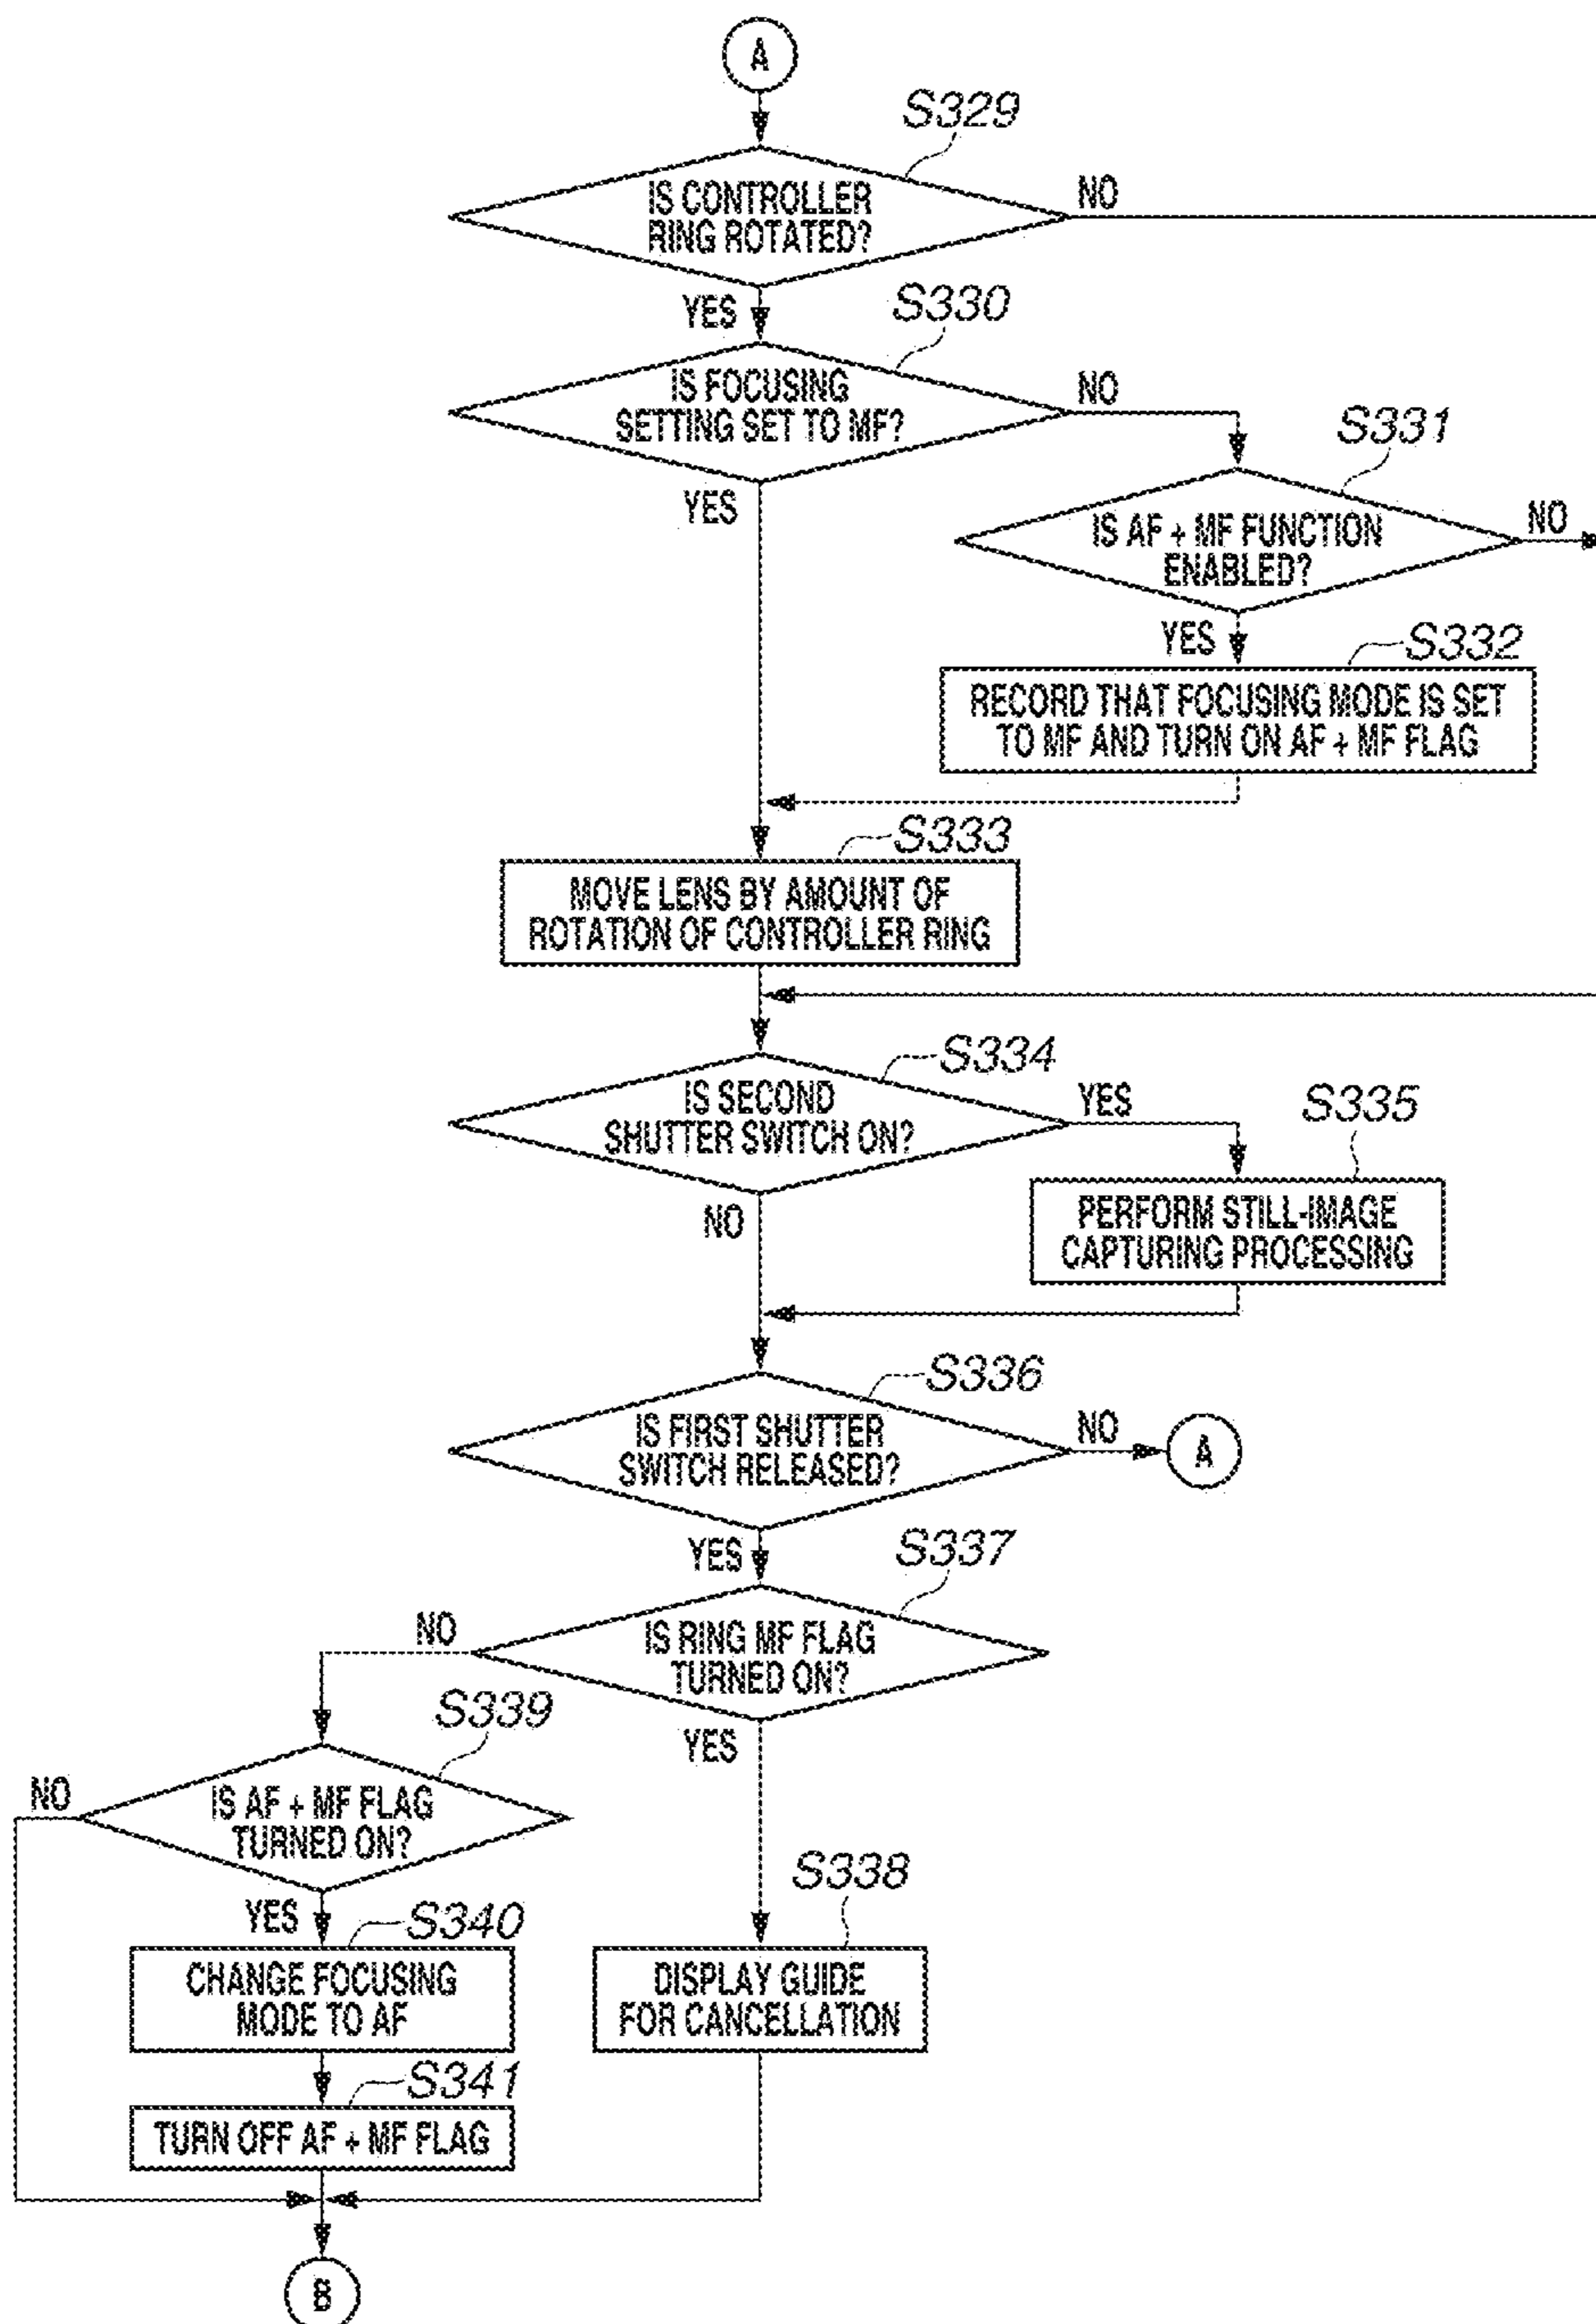 A
S329
IS CONTROLLER
RING ROTATED?
NO
YES
S330
IS FOCUSING
SETTING SET TO MF?
NO
YES
S331
IS AF + MF FUNCTION
ENABLED?
NO
YES
S332
RECORD THAT FOCUSING MODE IS SET
TO MF AND TURN ON AF + MF FLAG
S333
MOVE LENS BY AMOUNT OF
ROTATION OF CONTROLLER RING
S334
IS SECOND
SHUTTER SWITCH ON?
YES
NO
S335
PERFORM STILL-IMAGE
CAPTURING PROCESSING
S336
IS FIRST SHUTTER
SWITCH RELEASED?
NO
A
YES
S337
IS RING MF FLAG
TURNED ON?
NO
YES
S339
IS AF + MF FLAG
TURNED ON?
NO
YES
S338
DISPLAY GUIDE
FOR CANCELLATION
S340
CHANGE FOCUSING
MODE TO AF
S341
TURN OFF AF + MF FLAG
B